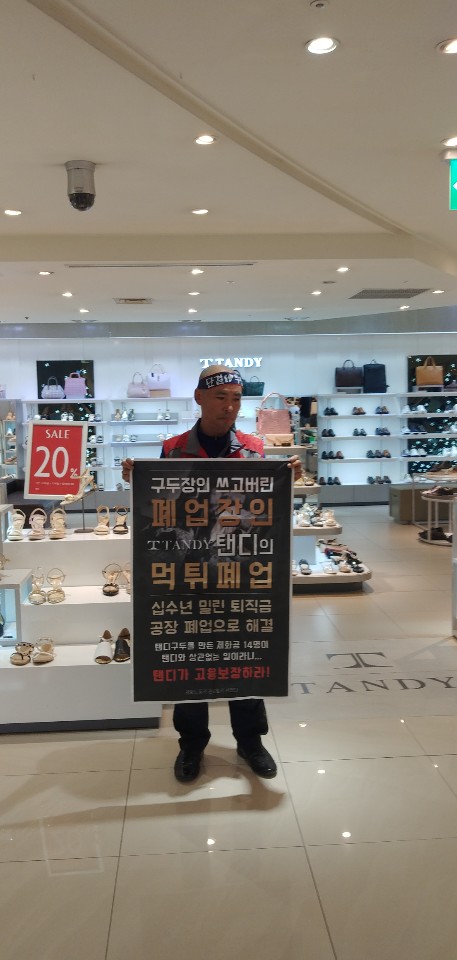 TANDY
단결투쟁
SALE
20%
구두장인 쓰고버린
폐업장인
TANDY 탠디의
먹튀폐업
십수년 밀린 퇴직금
공장 폐업으로 해결
탠디구두를 만든 제화공 14명이
탠디와 상관없는 일이라니...
탠디가 고용보장하라!
TANDY